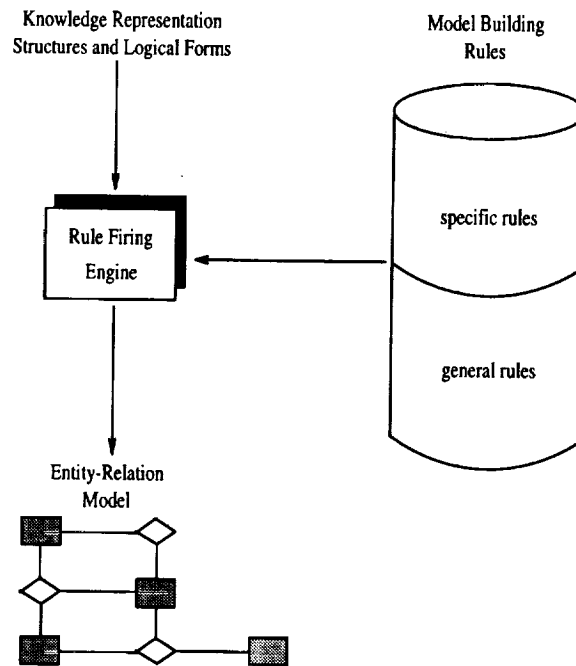 Knowledge Representation
Structures and Logical Forms
Model Building
Rules
specific rules
Rule Firing
Engine
general rules
Entity-Relation
Model